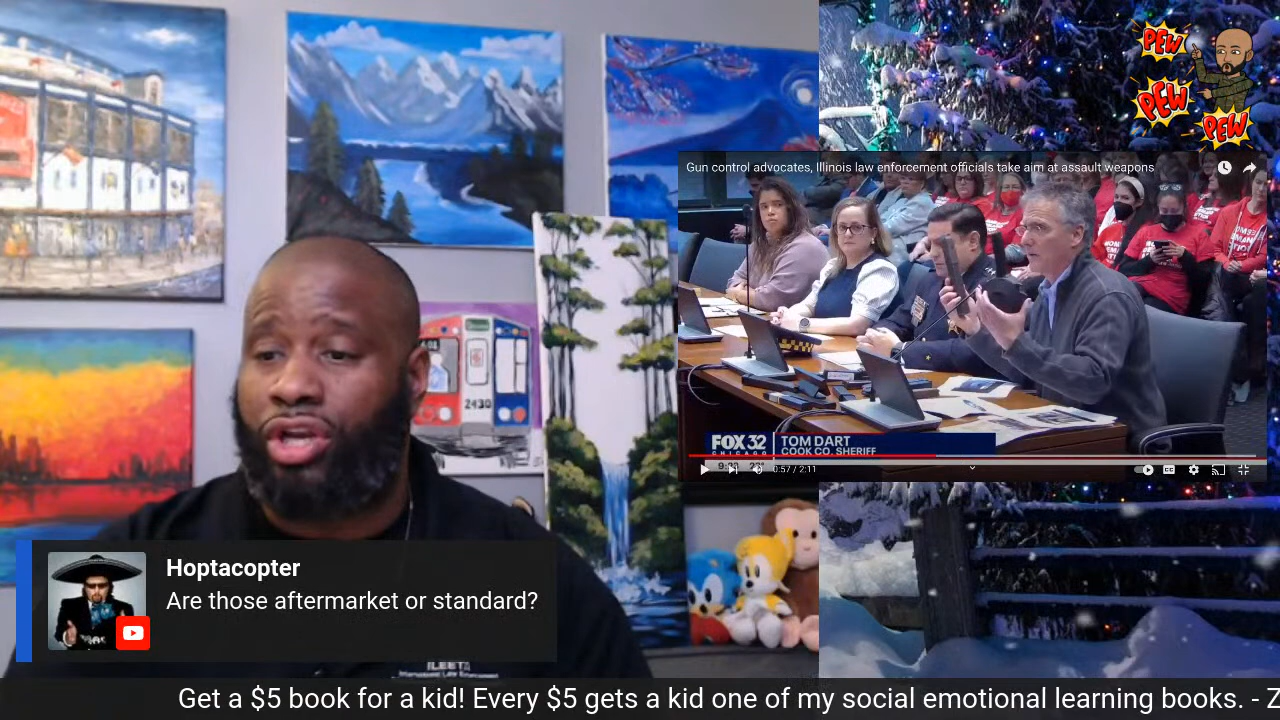 PEW
PEW
PEW
Gun control advocates, Illinois law enforcement officials take aim at assault weapons
2430
FOX 32
CHICAGO
TOM DART
COOK CO. SHERIFF
0:57 / 2:11
CC
Hoptacopter
Are those aftermarket or standard?
Get a $5 book for a kid! Every $5 gets a kid one of my social emotional learning books. - Z